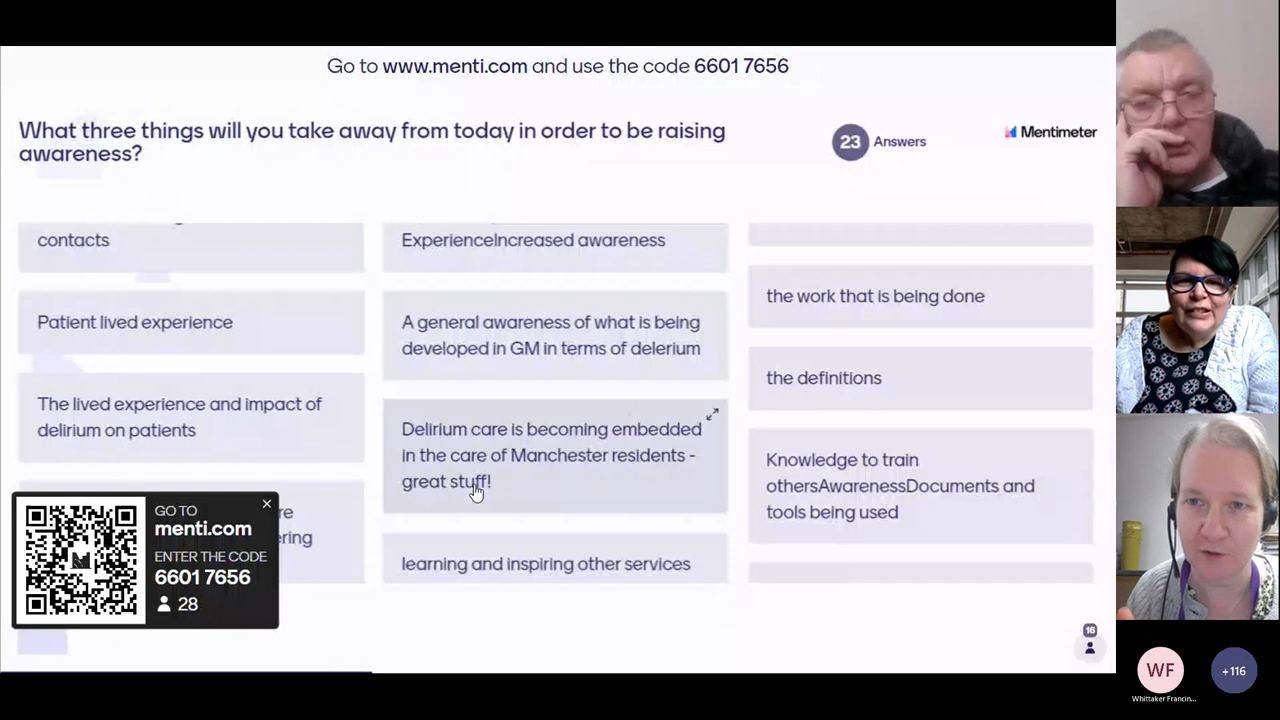 Go to www.menti.com and use the code 6601 7656
What three things will you take away from today in order to be raising
awareness?
23 Answers
Mentimeter
contacts
Patient lived experience
The lived experience and impact of
delirium on patients
re
ering
ExperienceIncreased awareness
A general awareness of what is being
developed in GM in terms of delerium
Delirium care is becoming embedded
in the care of Manchester residents -
great stuff!
learning and inspiring other services
the work that is being done
the definitions
Knowledge to train
othersAwarenessDocuments and
tools being used
GO TO
menti.com
ENTER THE CODE
6601 7656
28
16
WF
Whittaker Francin...
+116